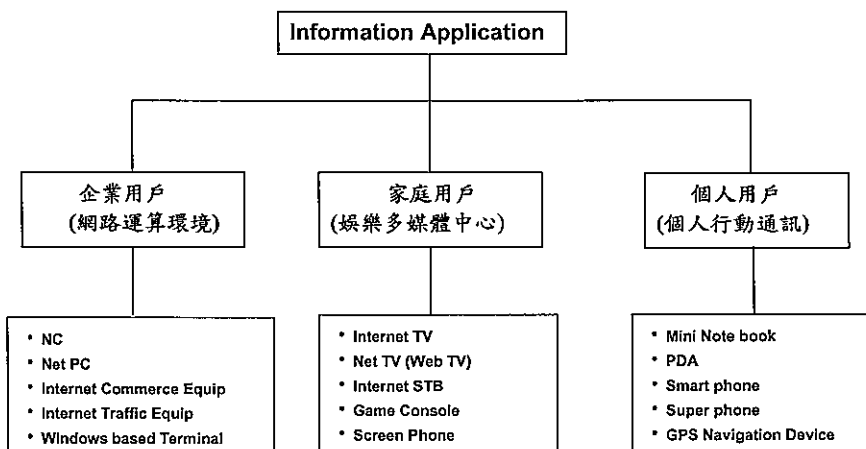 Information Application
企業用戶
(網路運算環境)
家庭用戶
(娛樂多媒體中心)
個人用戶
(個人行動通訊)
• NC
• Net PC
• Internet Commerce Equip
• Internet Traffic Equip
• Windows based Terminal
• Internet TV
• Net TV (Web TV)
• Internet STB
• Game Console
• Screen Phone
• Mini Note book
• PDA
• Smart phone
• Super phone
• GPS Navigation Device